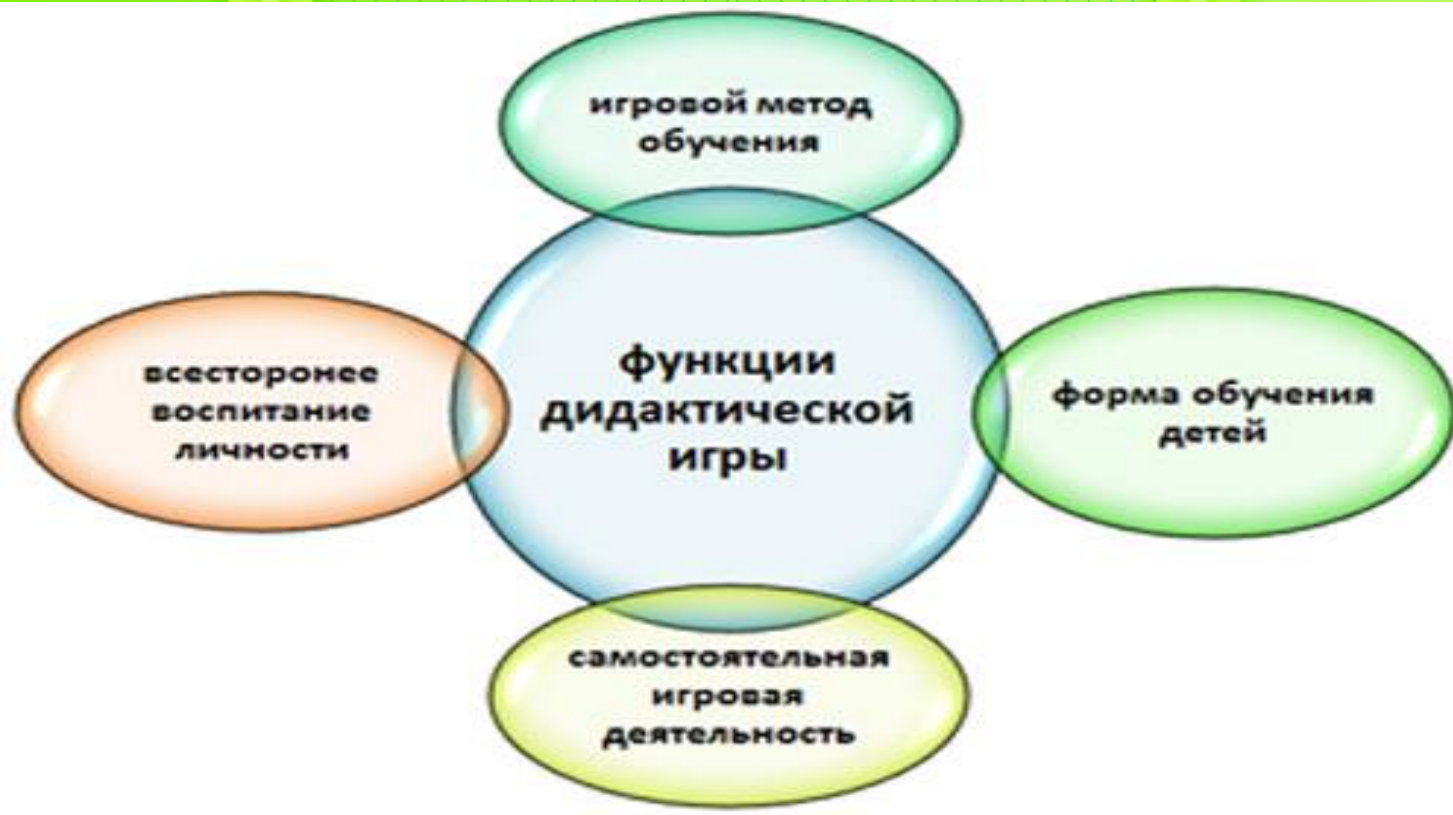 игровой метод
обучения
всесторонее
воспитание
личности
функции
дидактической
игры
форма обучения
детей
самостоятельная
игровая
деятельность